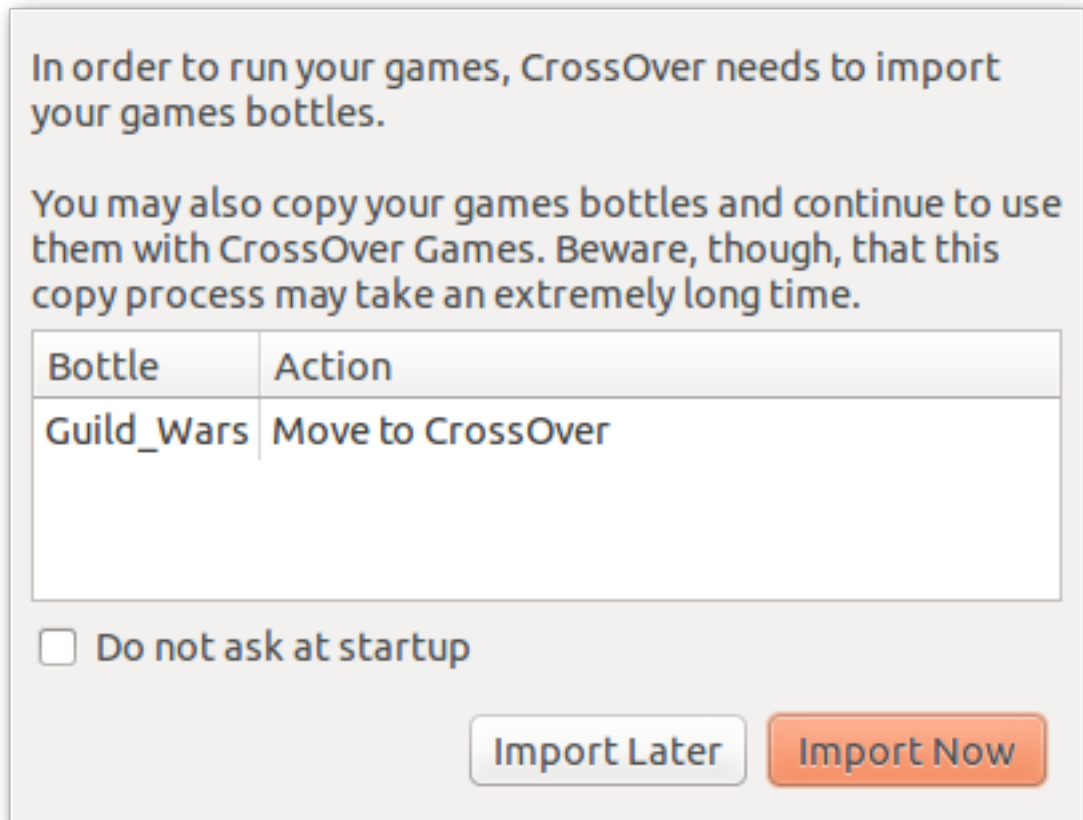 In order to run your games, CrossOver needs to import
your games bottles.
You may also copy your games bottles and continue to use
them with CrossOver Games. Beware, though, that this
copy process may take an extremely long time.
Bottle Action
Guild_Wars Move to CrossOver
Do not ask at startup
Import Later Import Now